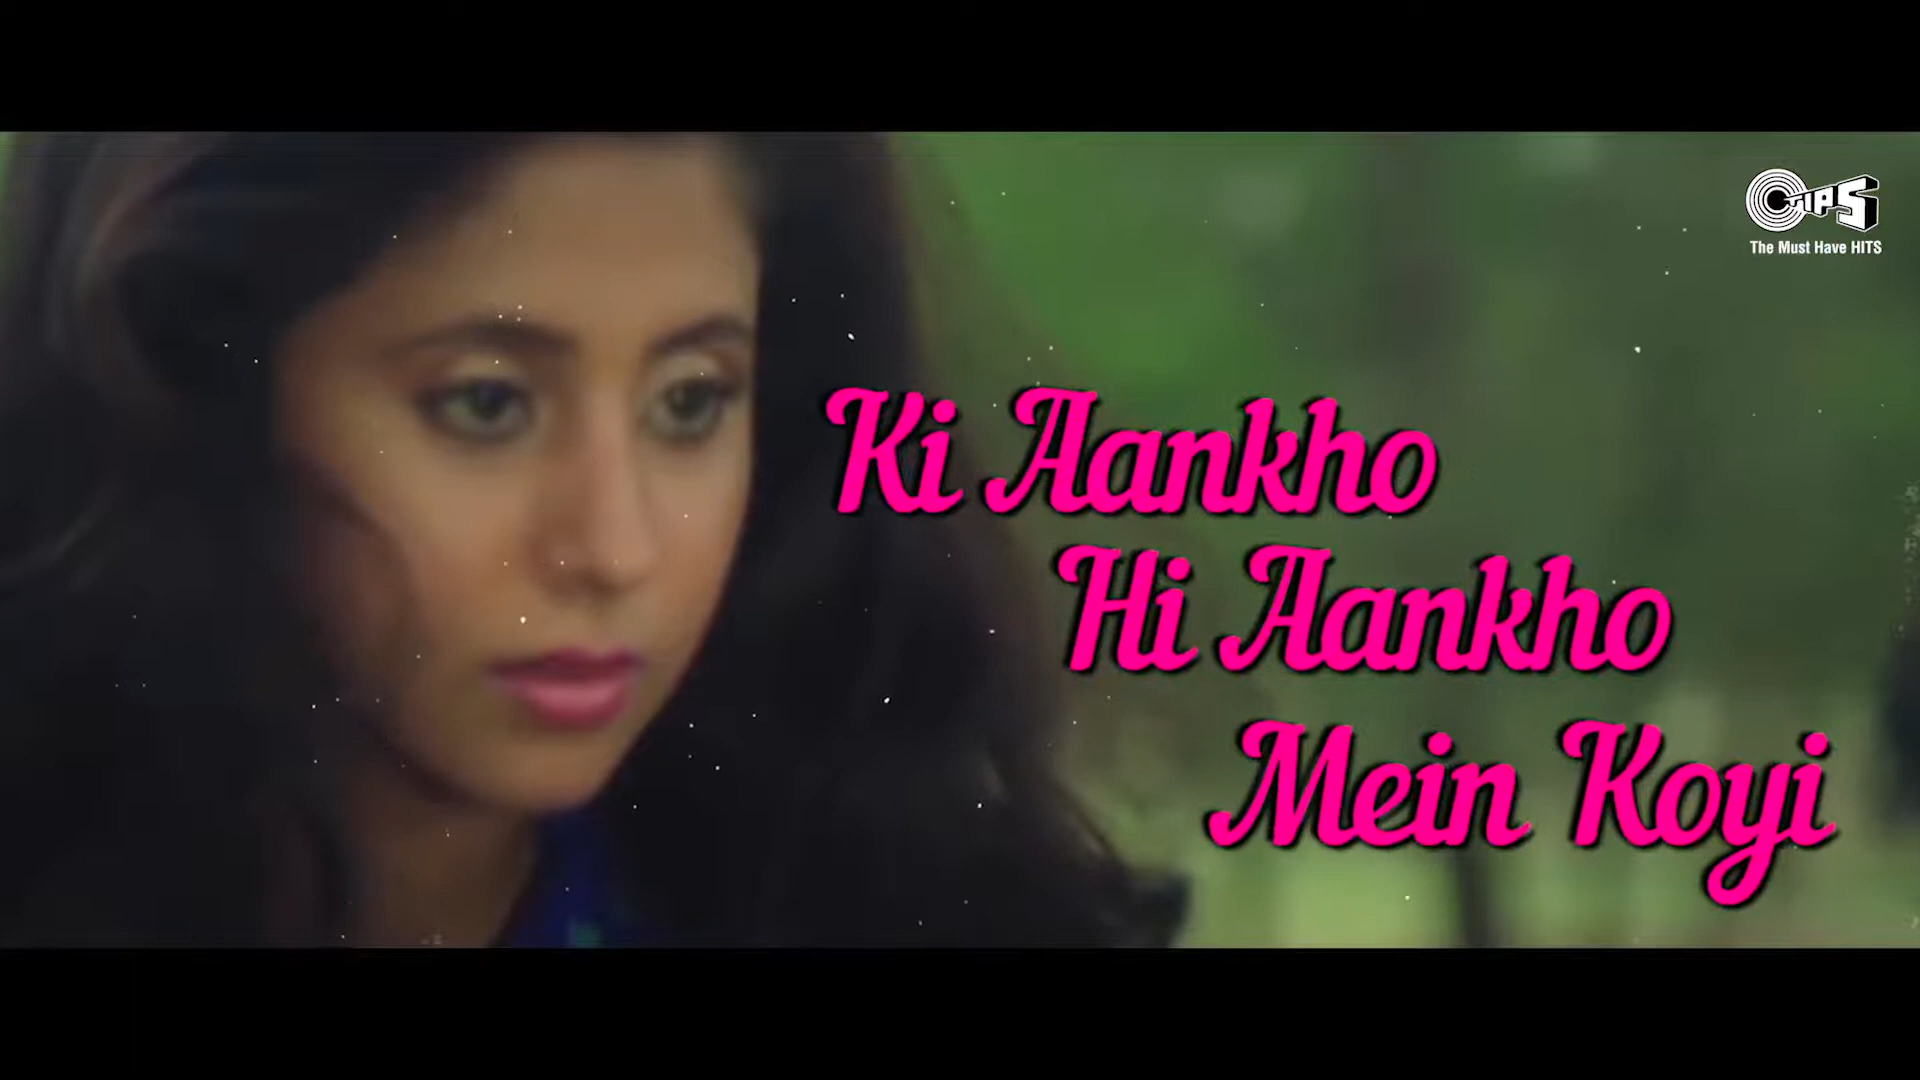 TIPS
The Must Have HITS
Ki Aankho
Hi Aankho
Mein Koyi